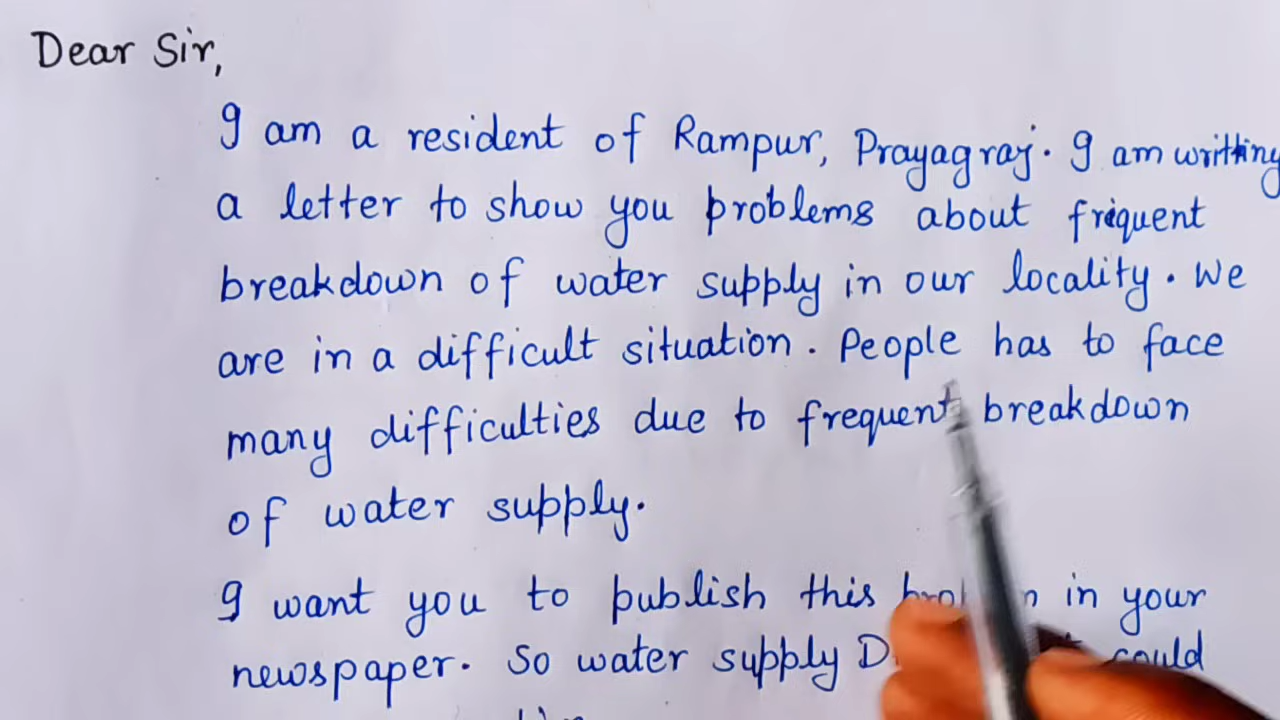 Dear Sir,
I am a resident of Rampur, Prayagraj. I am writting
a letter to show you problems about friquent
breakdown of water supply in our locality. We
are in a difficult situation. People has to face
many difficulties due to frequent breakdown
of water supply.
I want you to publish this in your
newspaper. So water supply could